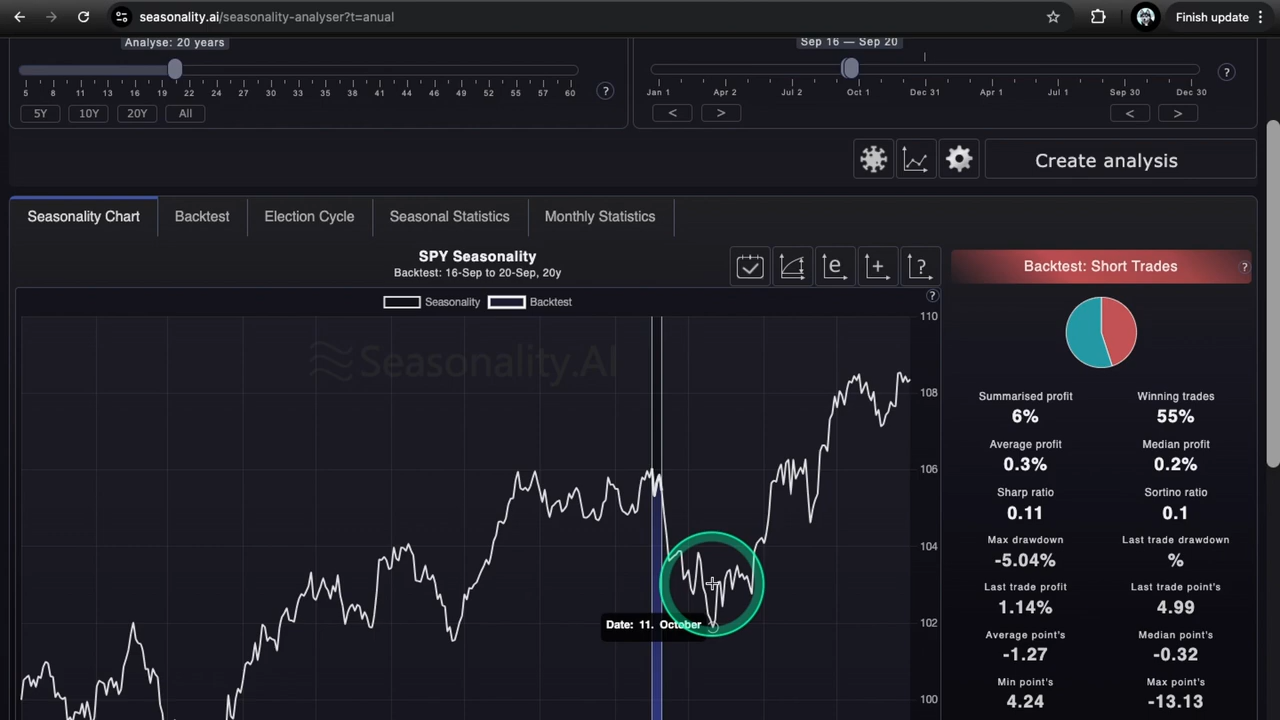 seasonality.ai/seasonality-analyser?t=anual
Finish update
Analyse: 20 years
5 8 11 13 16 19 22 24 27 30 32 35 38 41 43 46 49 52 55 57 60
5Y 10Y 20Y All
?
Sep 16 — Sep 20
Jan 1 Apr 2 Jul 2 Oct 1 Dec 31 Apr 1 Jul 1 Sep 30 Dec 30
< > < >
?
Create analysis
Seasonality Chart Backtest Election Cycle Seasonal Statistics Monthly Statistics
SPY Seasonality
Backtest: 16-Sep to 20-Sep, 20y
e + ?
Seasonality Backtest
?
Seasonality.AI
110
108
106
104
102
100
Date: 11. October
Backtest: Short Trades
?
Summarised profit Winning trades
6% 55%
Average profit Median profit
0.3% 0.2%
Sharp ratio Sortino ratio
0.11 0.1
Max drawdown Last trade drawdown
-5.04% %
Last trade profit Last trade point's
1.14% 4.99
Average point's Median point's
-1.27 -0.32
Min point's Max point's
4.24 -13.13